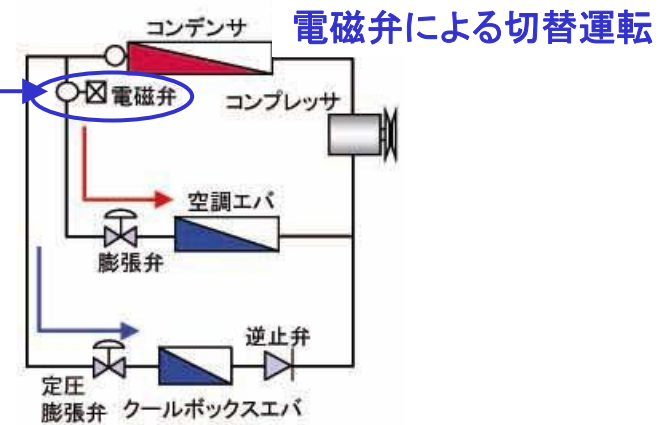 電磁弁による切替運転
コンデンサ
電磁弁
コンプレッサ
空調エバ
膨張弁
逆止弁
定圧
膨張弁
クールボックスエバ